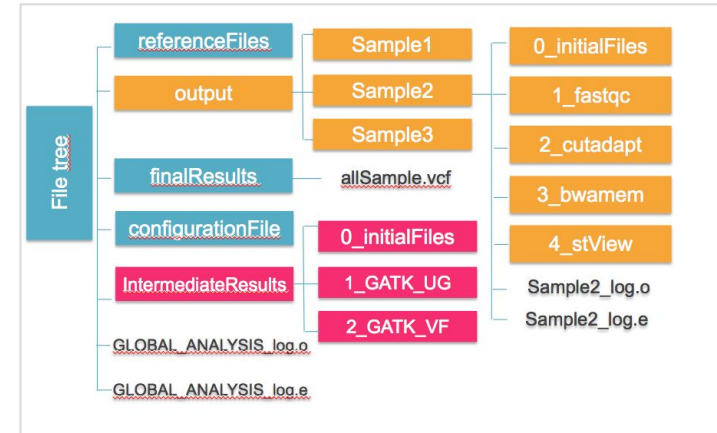 File tree
referenceFiles
output
finalResults
configurationFile
IntermediateResults
GLOBAL_ANALYSIS_log.o
GLOBAL_ANALYSIS_log.e
Sample1
Sample2
Sample3
allSample.vcf
0_initialFiles
1_GATK_UG
2_GATK_VF
0_initialFiles
1_fastqc
2_cutadapt
3_bwamem
4_stView
Sample2_log.o
Sample2_log.e